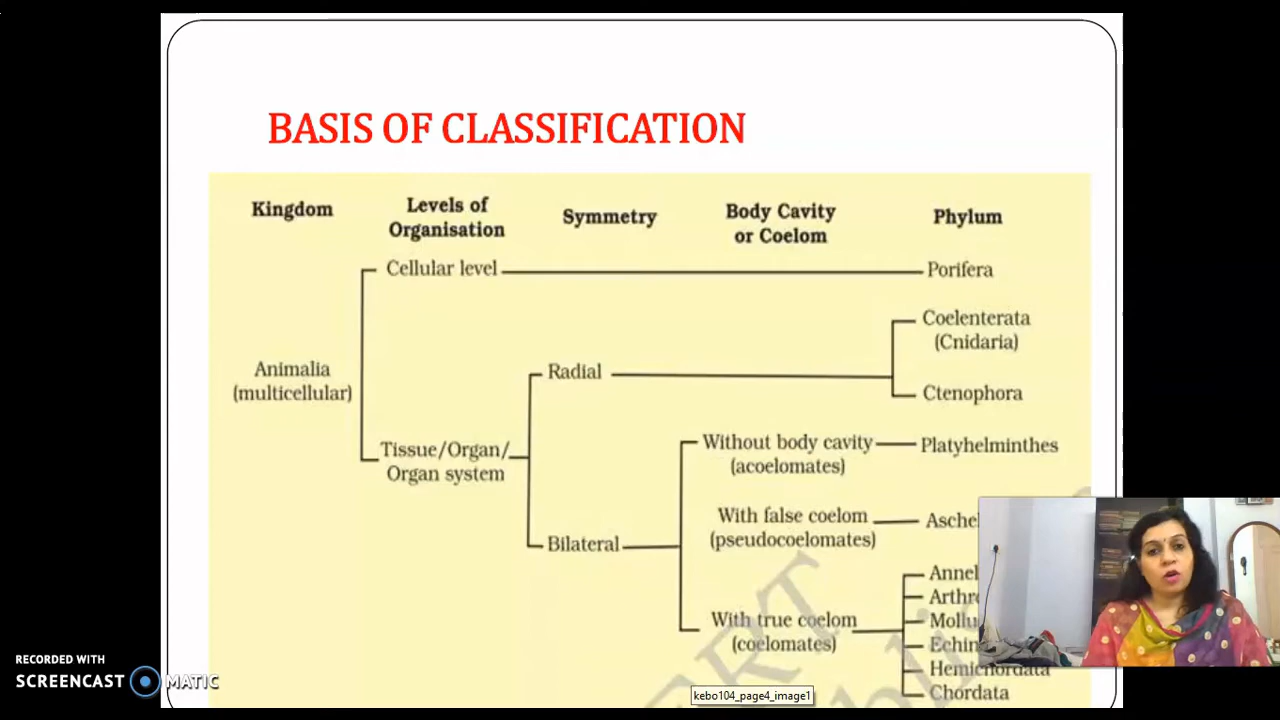 BASIS OF CLASSIFICATION
Kingdom
Levels of
Organisation
Symmetry
Body Cavity
or Coelom
Phylum
Cellular level
Porifera
Coelenterata
(Cnidaria)
Animalia
(multicellular)
Radial
Ctenophora
Tissue/Organ/
Organ system
Without body cavity
(acoelomates)
Platyhelminthes
With false coelom
(pseudocoelomates)
Bilateral
With true coelom
(coelomates)
Hemichordata
Chordata
kebo104_page4_image1
RECORDED WITH
SCREENCAST MATIC